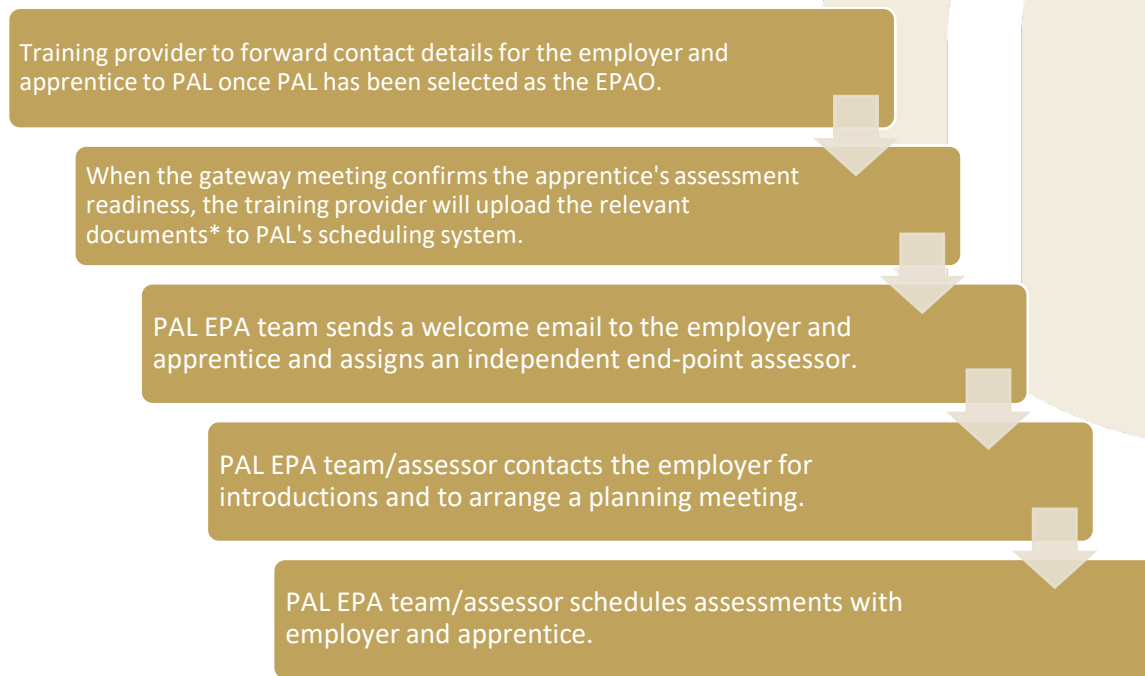 Training provider to forward contact details for the employer and
apprentice to PAL once PAL has been selected as the EPAO.
When the gateway meeting confirms the apprentice's assessment
readiness, the training provider will upload the relevant
documents* to PAL's scheduling system.
PAL EPA team sends a welcome email to the employer and
apprentice and assigns an independent end-point assessor.
PAL EPA team/assessor contacts the employer for
introductions and to arrange a planning meeting.
PAL EPA team/assessor schedules assessments with
employer and apprentice.